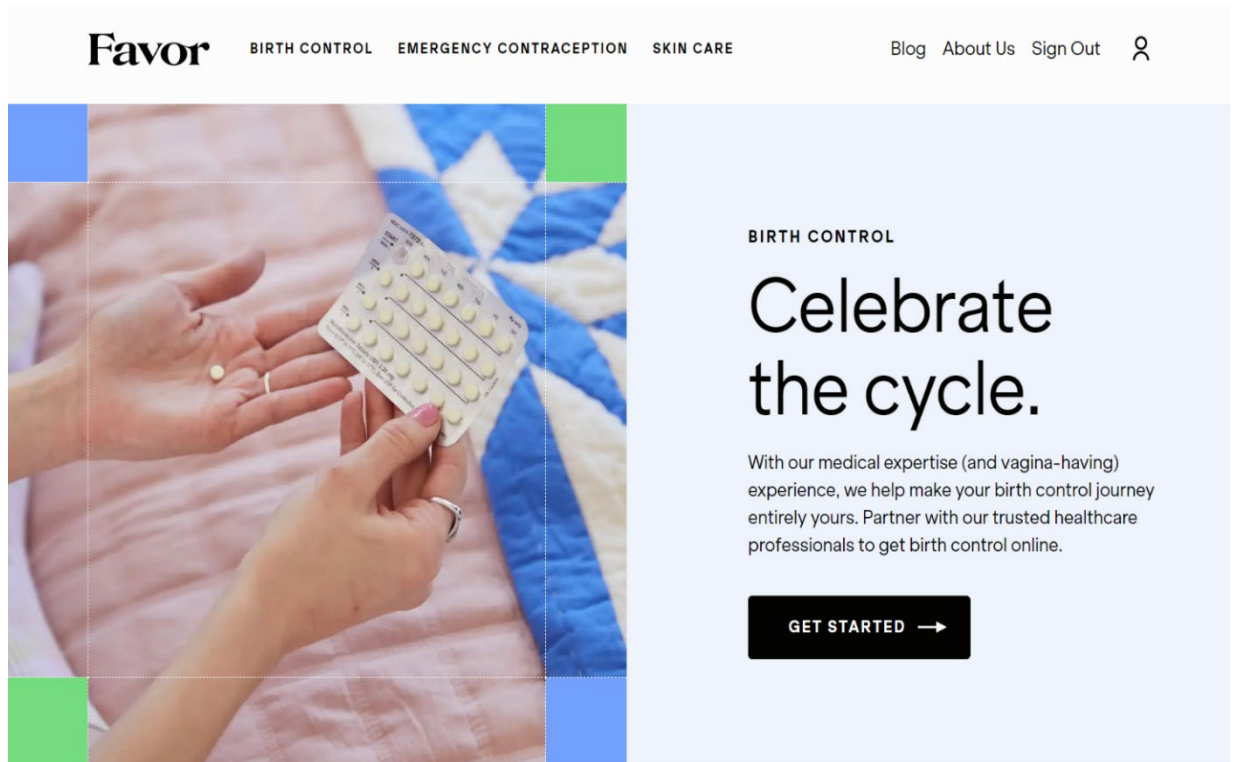 Favor
BIRTH CONTROL
EMERGENCY CONTRACEPTION
SKIN CARE
Blog
About Us
Sign Out
START
BIRTH CONTROL
Celebrate
the cycle.
With our medical expertise (and vagina-having)
experience, we help make your birth control journey
entirely yours. Partner with our trusted healthcare
professionals to get birth control online.
GET STARTED